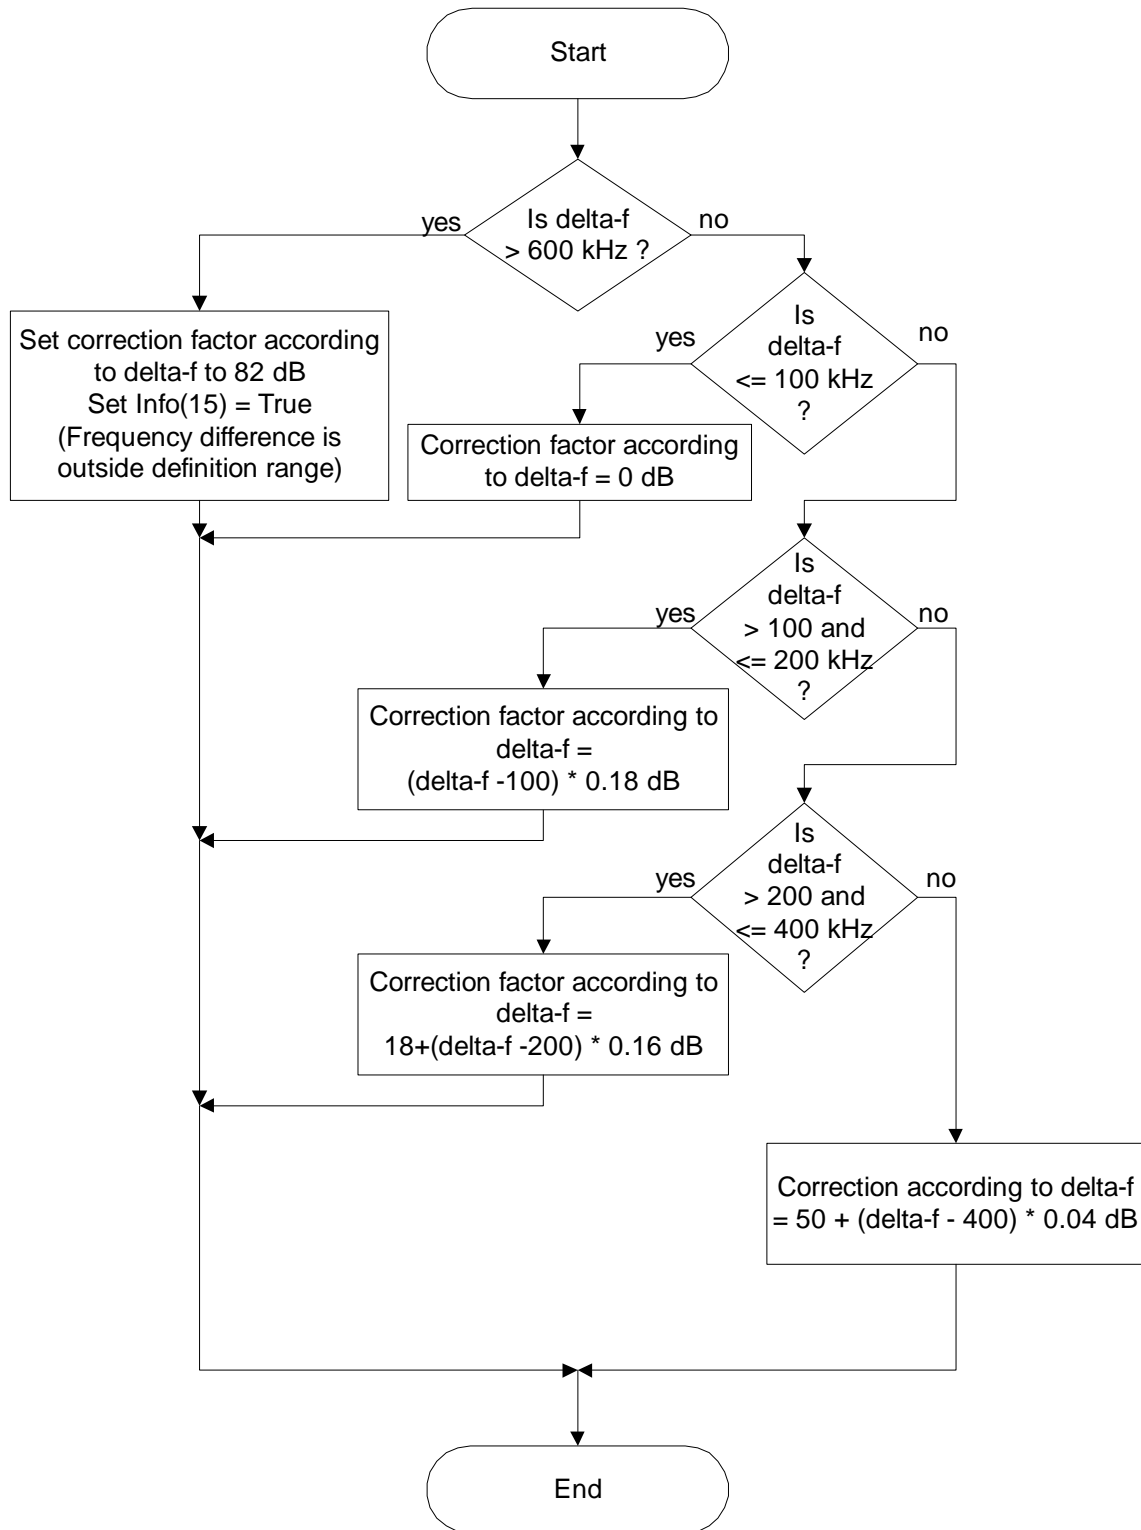 Start
Is delta-f
> 600 kHz ?
yes
no
Set correction factor according
to delta-f to 82 dB
Set Info(15) = True
(Frequency difference is
outside definition range)
Is
delta-f
<= 100 kHz
?
yes
no
Correction factor according
to delta-f = 0 dB
Is
delta-f
> 100 and
<= 200 kHz
?
yes
no
Correction factor according to
delta-f =
(delta-f -100) * 0.18 dB
Is
delta-f
> 200 and
<= 400 kHz
?
yes
no
Correction factor according to
delta-f =
18+(delta-f -200) * 0.16 dB
Correction according to delta-f
= 50 + (delta-f - 400) * 0.04 dB
End